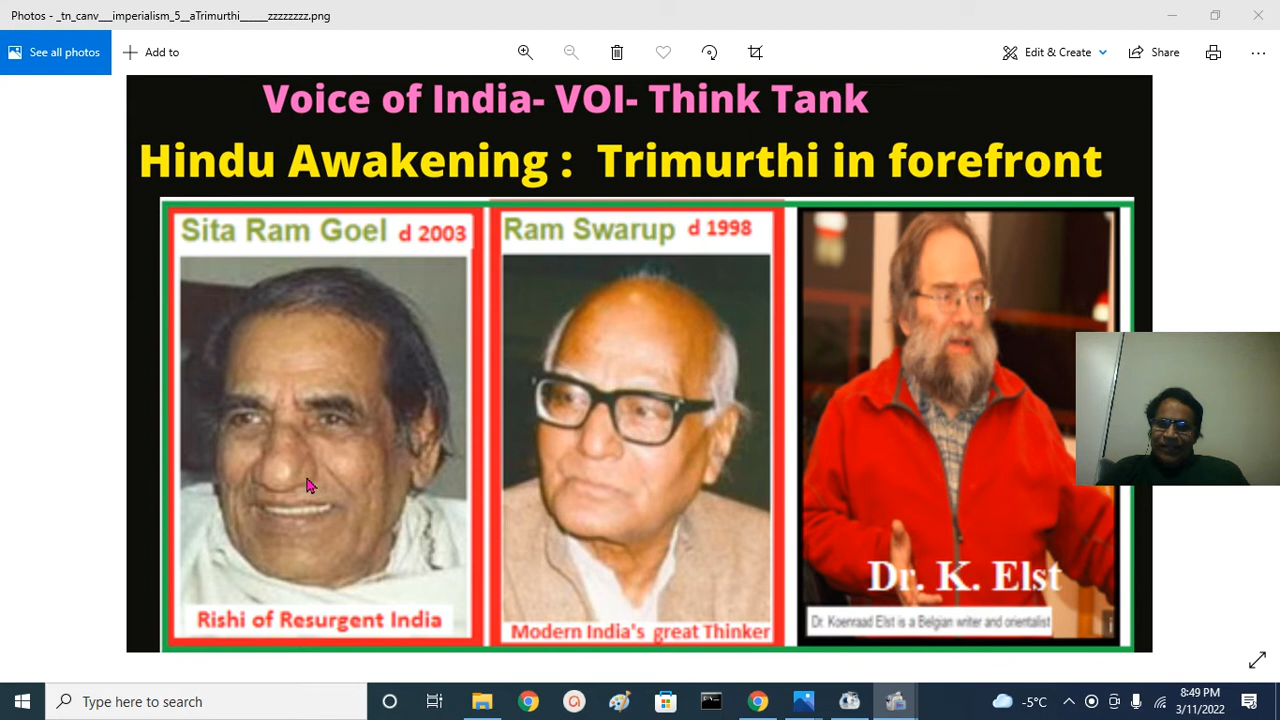 Photos - _tn_canv___imperialism_5__aTrimurthi_____zzzzzzzz.png
See all photos
Add to
Edit & Create
Share
Voice of India- VOI- Think Tank
Hindu Awakening : Trimurthi in forefront
Sita Ram Goel d 2003
Ram Swarup d 1998
Dr. K. Elst
Rishi of Resurgent India
Modern India's great Thinker
Dr. Koenraad Elst is a Belgian writer and orientalist
Type here to search
-5°C
8:49 PM
3/11/2022